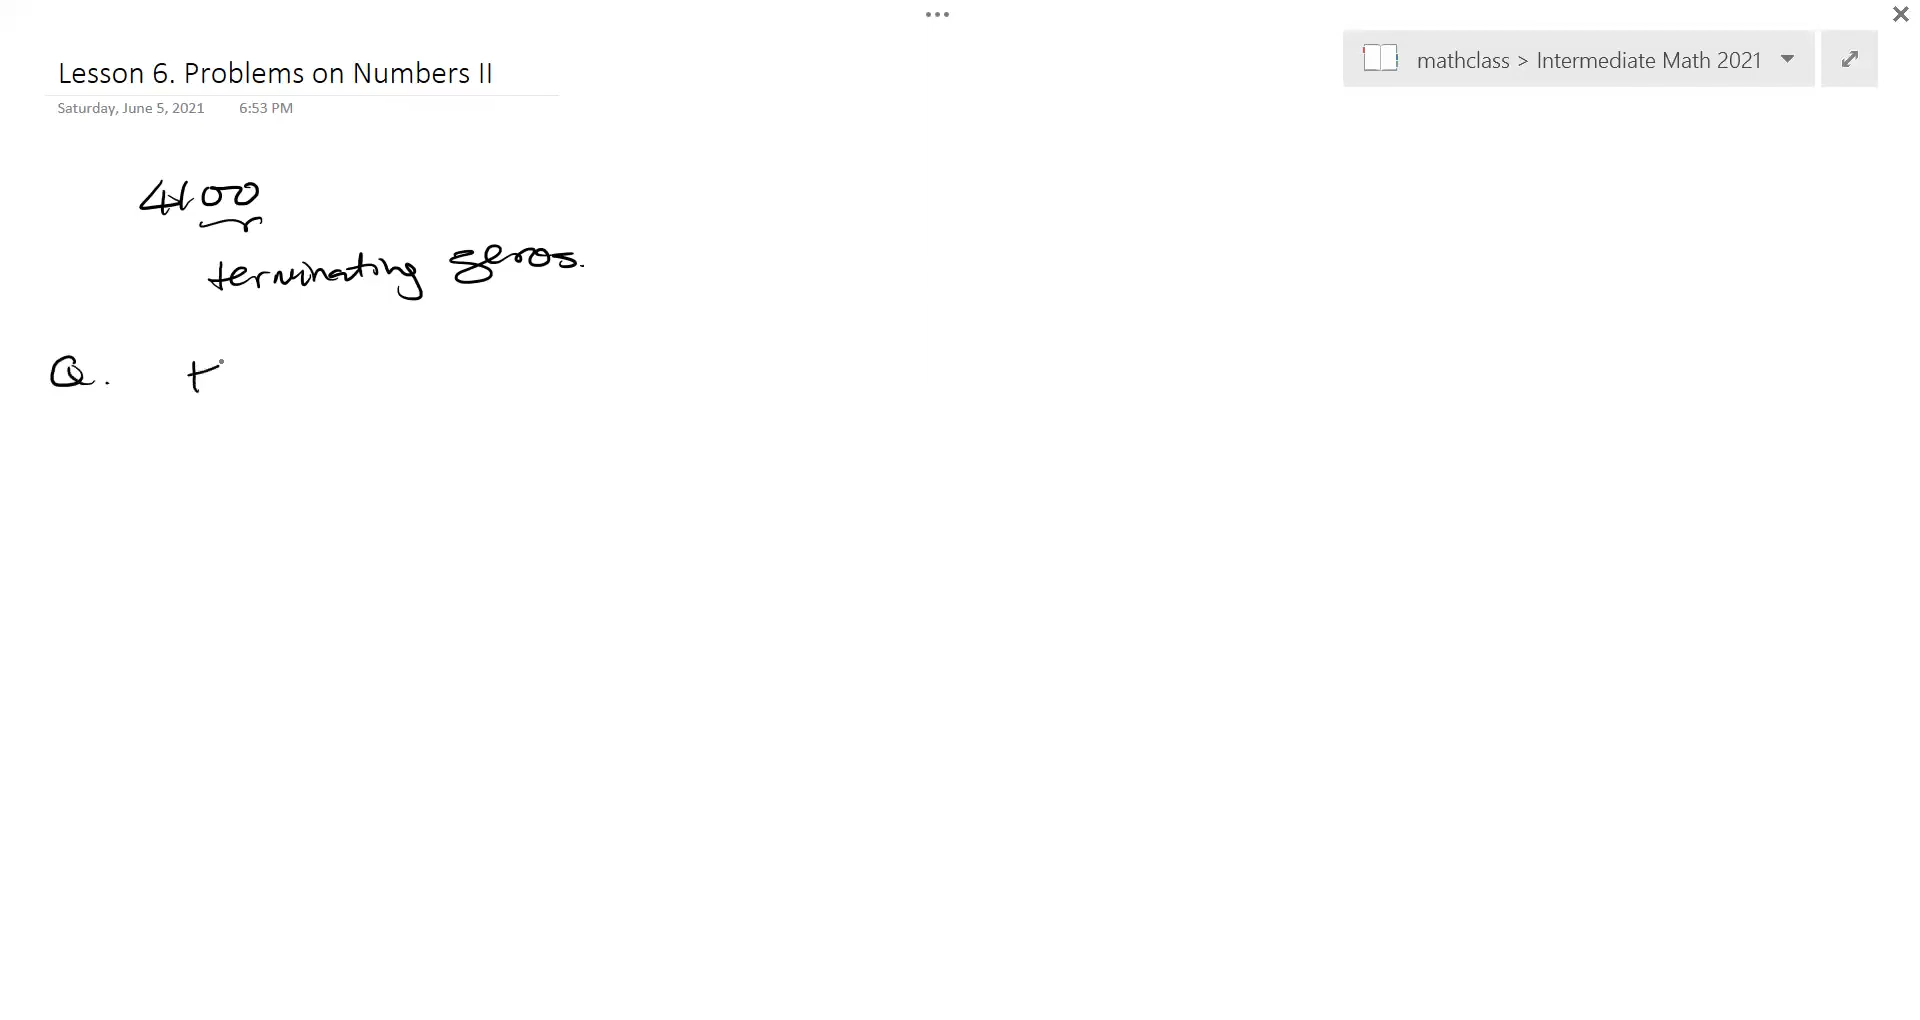 Lesson 6. Problems on Numbers II
mathclass > Intermediate Math 2021
Saturday, June 5, 2021 6:53 PM
4100
terminating zeros.
Q. t